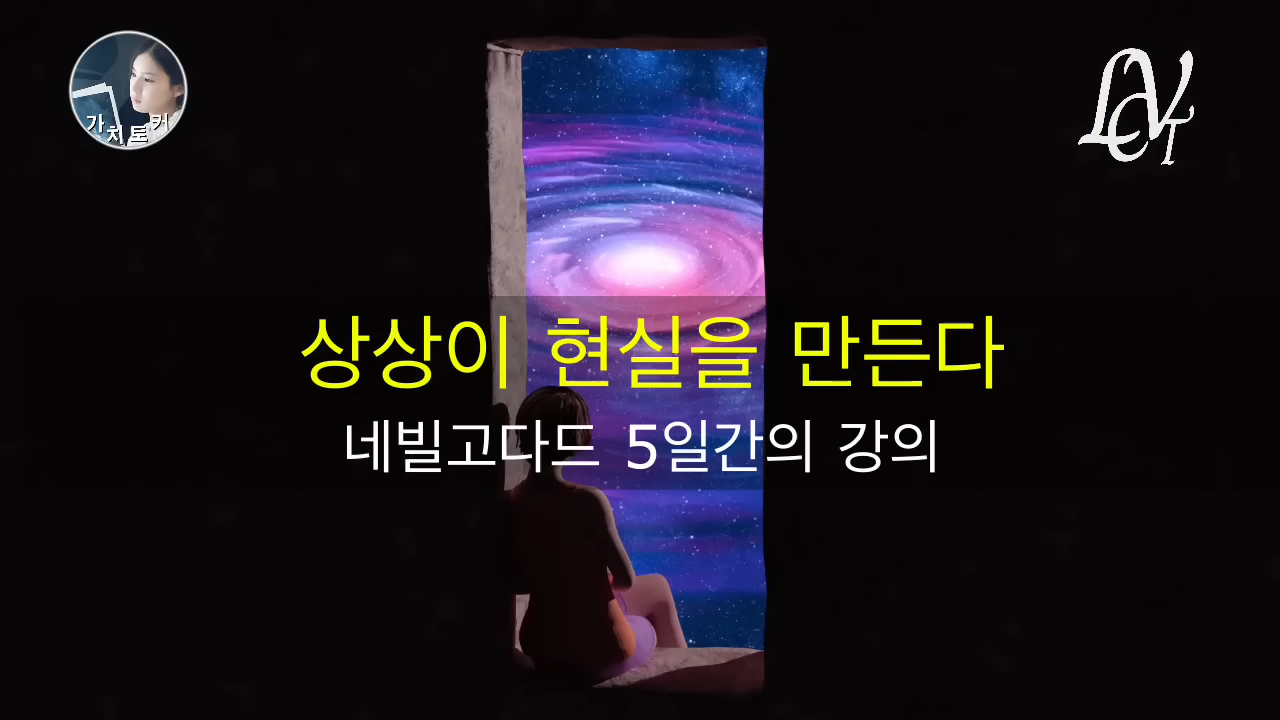 가치토커
상상이 현실을 만든다
네빌고다드 5일간의 강의